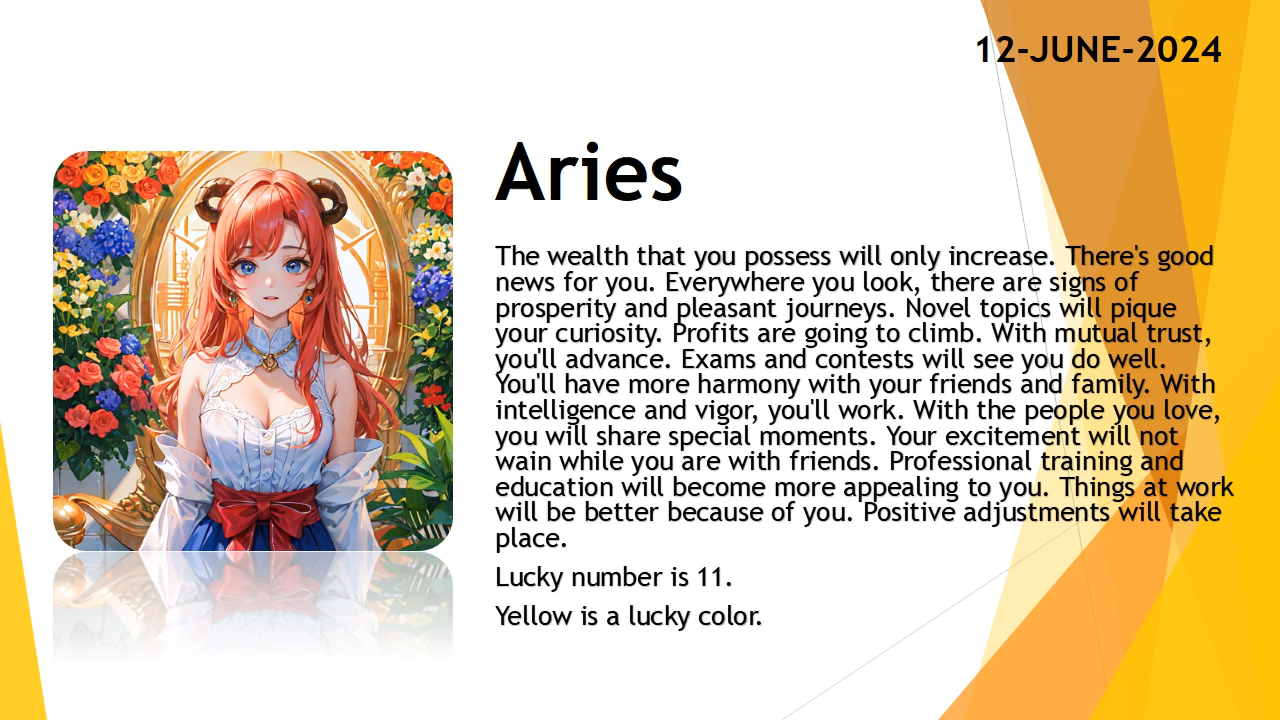 12-JUNE-2024
Aries
The wealth that you possess will only increase. There's good
news for you. Everywhere you look, there are signs of
prosperity and pleasant journeys. Novel topics will pique
your curiosity. Profits are going to climb. With mutual trust,
you'll advance. Exams and contests will see you do well.
You'll have more harmony with your friends and family. With
intelligence and vigor, you'll work. With the people you love,
you will share special moments. Your excitement will not
wain while you are with friends. Professional training and
education will become more appealing to you. Things at work
will be better because of you. Positive adjustments will take
place.
Lucky number is 11.
Yellow is a lucky color.